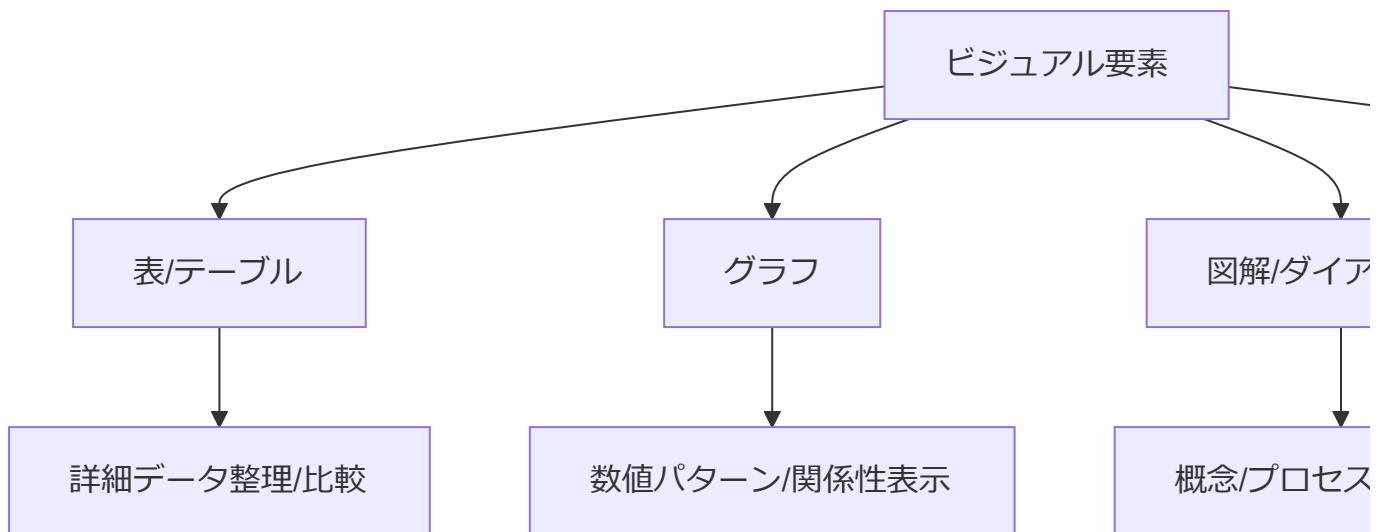 ビジュアル要素
表/テーブル
グラフ
図解/ダイア
詳細データ整理/比較
数値パターン/関係性表示
概念/プロセス